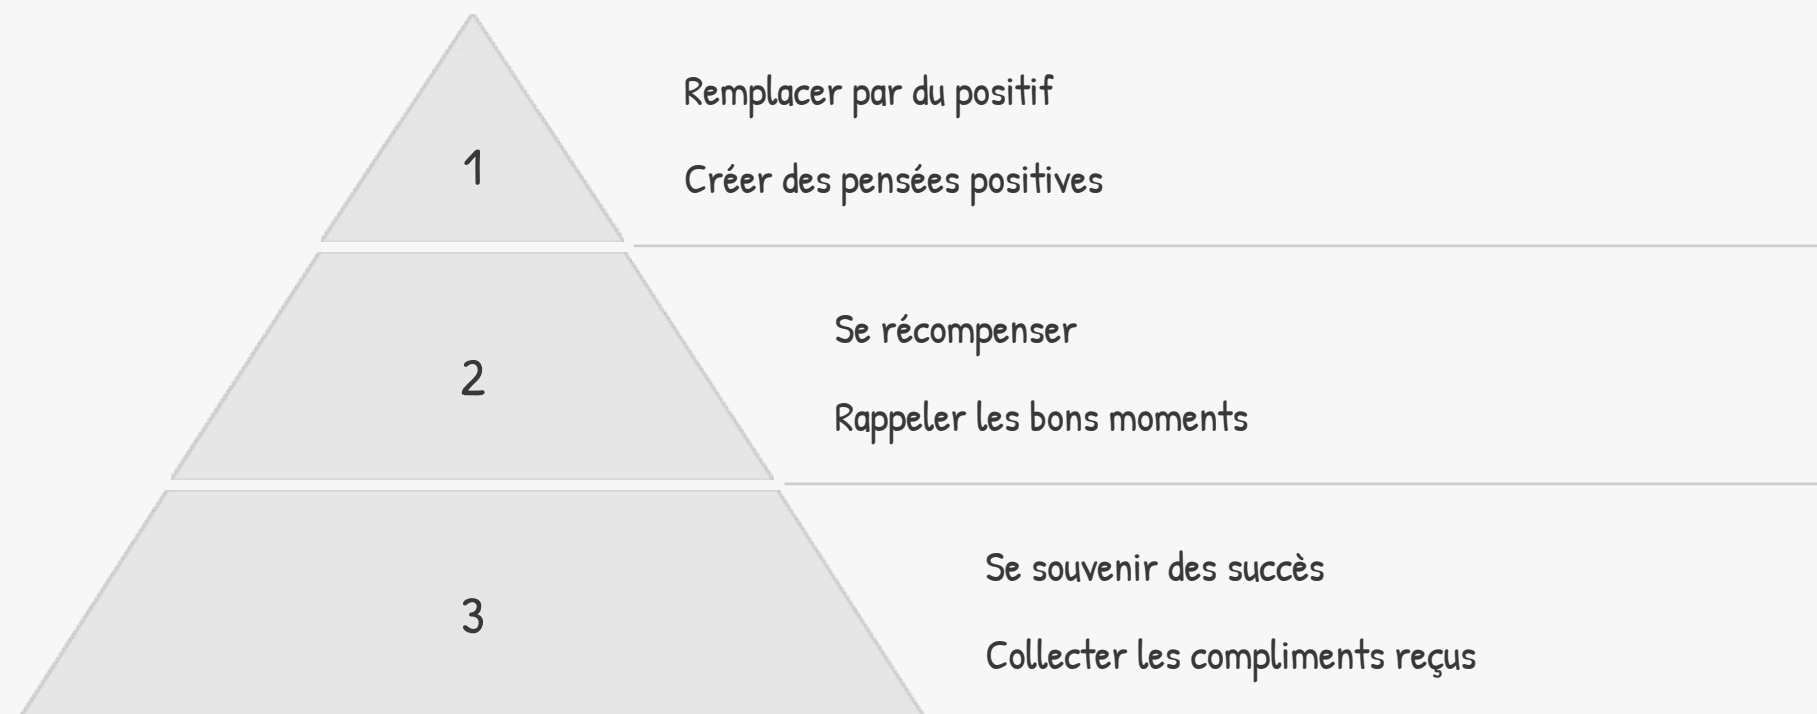 Remplacer par du positif
1
Créer des pensées positives
Se récompenser
2
Rappeler les bons moments
Se souvenir des succès
3
Collecter les compliments reçus